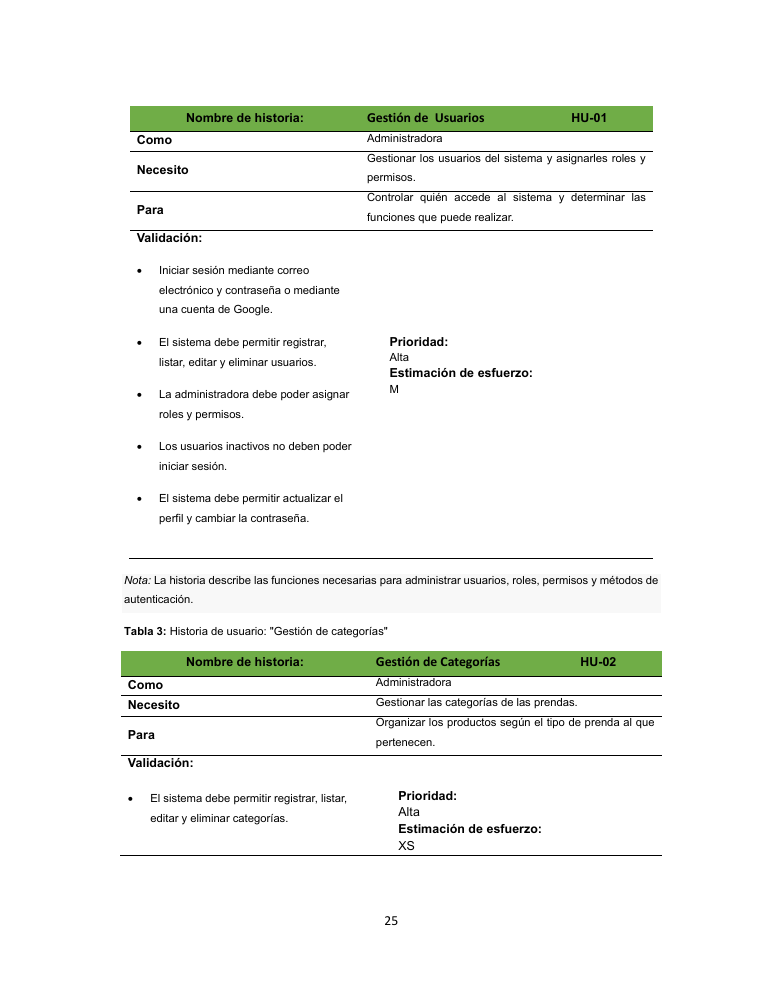 Nombre de historia: Gestión de Usuarios HU-01
Como Administradora
Necesito Gestionar los usuarios del sistema y asignarles roles y
permisos.
Para Controlar quién accede al sistema y determinar las
funciones que puede realizar.
Validación:
• Iniciar sesión mediante correo
electrónico y contraseña o mediante
una cuenta de Google.
• El sistema debe permitir registrar,
listar, editar y eliminar usuarios.
• La administradora debe poder asignar
roles y permisos.
• Los usuarios inactivos no deben poder
iniciar sesión.
• El sistema debe permitir actualizar el
perfil y cambiar la contraseña.
Prioridad:
Alta
Estimación de esfuerzo:
M
Nota: La historia describe las funciones necesarias para administrar usuarios, roles, permisos y métodos de
autenticación.
Tabla 3: Historia de usuario: "Gestión de categorías"
Nombre de historia: Gestión de Categorías HU-02
Como Administradora
Necesito Gestionar las categorías de las prendas.
Para Organizar los productos según el tipo de prenda al que
pertenecen.
Validación:
• El sistema debe permitir registrar, listar,
editar y eliminar categorías.
Prioridad:
Alta
Estimación de esfuerzo:
XS
25